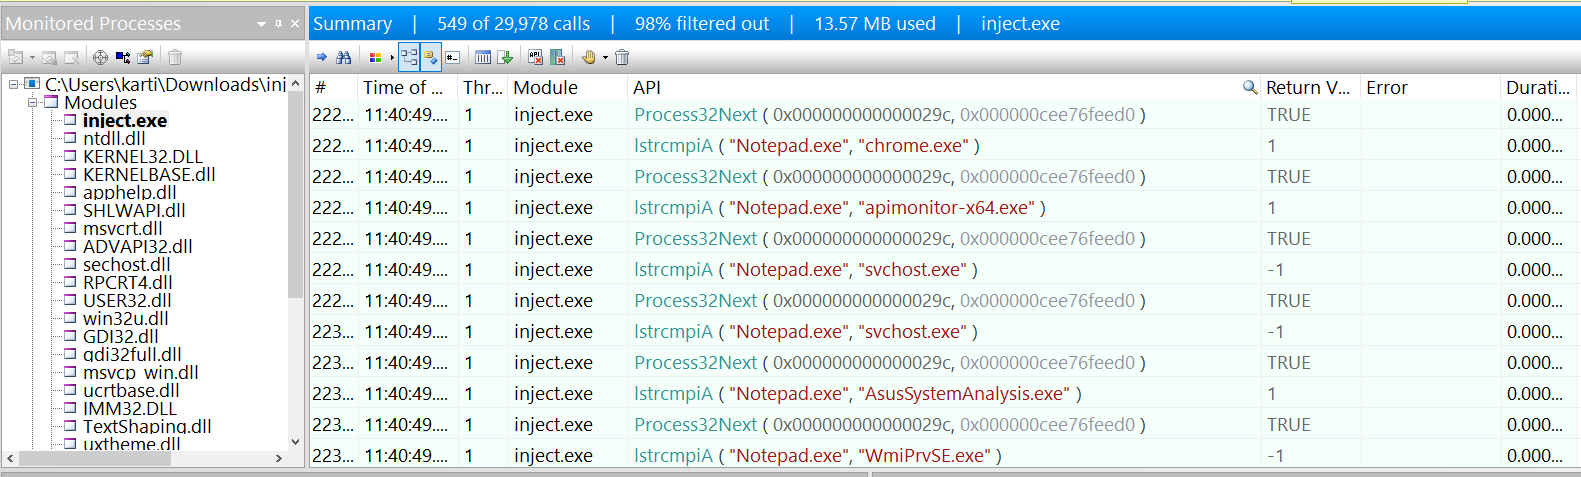 Monitored Processes
Summary | 549 of 29,978 calls | 98% filtered out | 13.57 MB used | inject.exe
C:\Users\karti\Downloads\inj
Modules
inject.exe
ntdll.dll
KERNEL32.DLL
KERNELBASE.dll
apphelp.dll
SHLWAPI.dll
msvcrt.dll
ADVAPI32.dll
sechost.dll
RPCRT4.dll
USER32.dll
win32u.dll
GDI32.dll
gdi32full.dll
msvcp_win.dll
ucrtbase.dll
IMM32.DLL
TextShaping.dll
uxtheme.dll
# Time of ... Thr... Module API Return V... Error Durati...
222... 11:40:49.... 1 inject.exe Process32Next ( 0x000000000000029c, 0x000000cee76feed0 ) TRUE 0.000...
222... 11:40:49.... 1 inject.exe lstrcmpiA ( "Notepad.exe", "chrome.exe" ) 1 0.000...
222... 11:40:49.... 1 inject.exe Process32Next ( 0x000000000000029c, 0x000000cee76feed0 ) TRUE 0.000...
222... 11:40:49.... 1 inject.exe lstrcmpiA ( "Notepad.exe", "apimonitor-x64.exe" ) 1 0.000...
222... 11:40:49.... 1 inject.exe Process32Next ( 0x000000000000029c, 0x000000cee76feed0 ) TRUE 0.000...
222... 11:40:49.... 1 inject.exe lstrcmpiA ( "Notepad.exe", "svchost.exe" ) -1 0.000...
222... 11:40:49.... 1 inject.exe Process32Next ( 0x000000000000029c, 0x000000cee76feed0 ) TRUE 0.000...
223... 11:40:49.... 1 inject.exe lstrcmpiA ( "Notepad.exe", "svchost.exe" ) -1 0.000...
223... 11:40:49.... 1 inject.exe Process32Next ( 0x000000000000029c, 0x000000cee76feed0 ) TRUE 0.000...
223... 11:40:49.... 1 inject.exe lstrcmpiA ( "Notepad.exe", "AsusSystemAnalysis.exe" ) 1 0.000...
223... 11:40:49.... 1 inject.exe Process32Next ( 0x000000000000029c, 0x000000cee76feed0 ) TRUE 0.000...
223... 11:40:49.... 1 inject.exe lstrcmpiA ( "Notepad.exe", "WmiPrvSE.exe" ) -1 0.000...